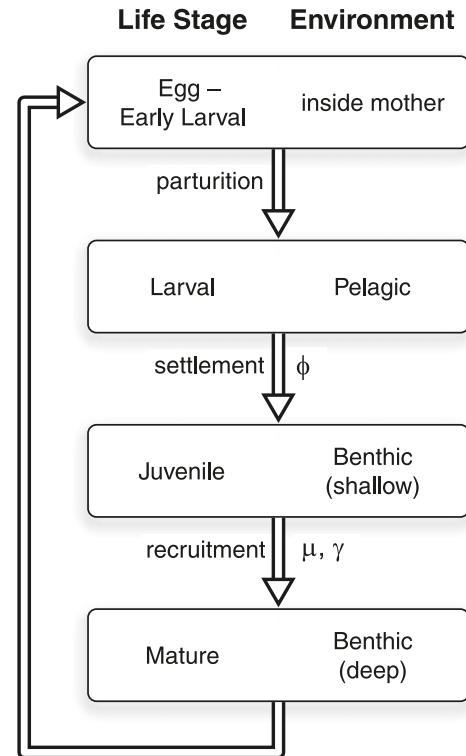 Life Stage Environment
Egg –
Early Larval
inside mother
parturition
Larval Pelagic
settlement ϕ
Juvenile
Benthic
(shallow)
recruitment μ, γ
Mature
Benthic
(deep)